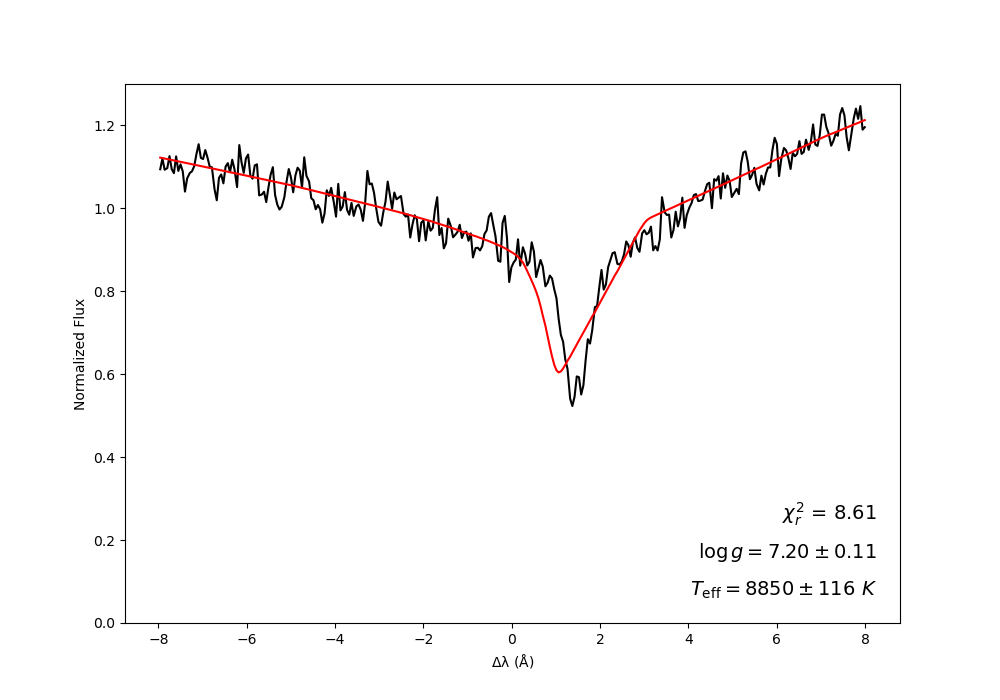 1.2
1.0
0.8
0.6
0.4
0.2
0.0
Normalized Flux
χ²ᵣ = 8.61
log g = 7.20 ± 0.11
T_eff = 8850 ± 116 K
−8 −6 −4 −2 0 2 4 6 8
Δλ (Å)